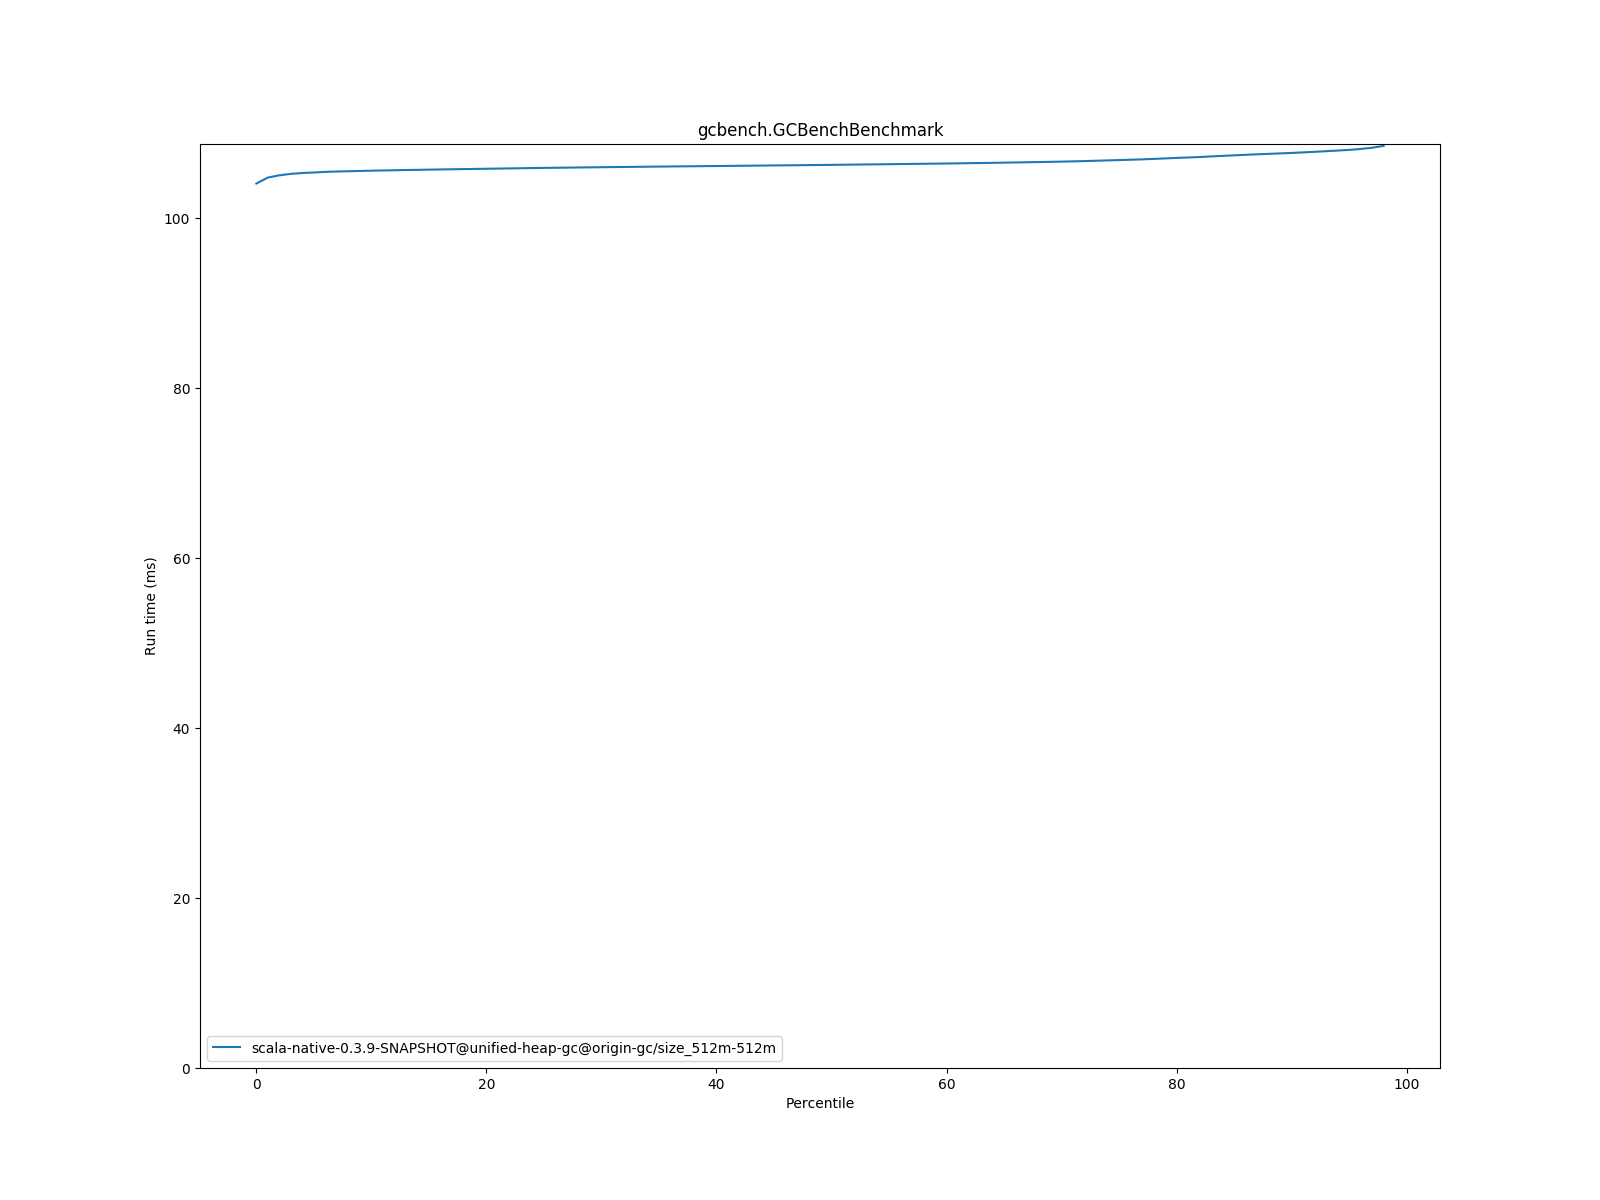 gcbench.GCBenchBenchmark
100
80
60
40
20
0
Run time (ms)
scala-native-0.3.9-SNAPSHOT@unified-heap-gc@origin-gc/size_512m-512m
0 20 40 60 80 100
Percentile